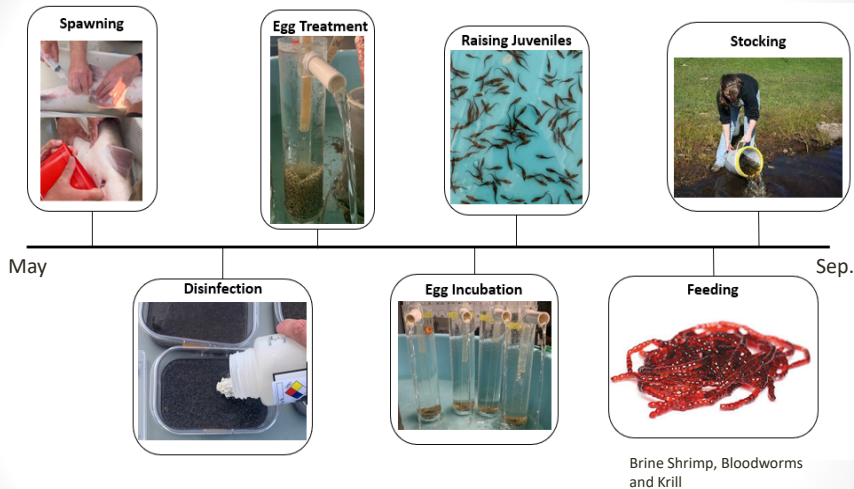 Spawning
Egg Treatment
Raising Juveniles
Stocking
May
Sep.
Disinfection
Egg Incubation
Feeding
Brine Shrimp, Bloodworms
and Krill